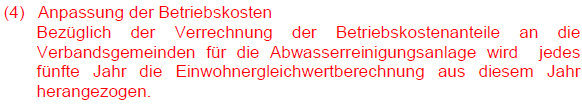 (4) Anpassung der Betriebskosten
Bezüglich der Verrechnung der Betriebskostenanteile an die
Verbandsgemeinden für die Abwasserreinigungsanlage wird jedes
fünfte Jahr die Einwohnergleichwertberechnung aus diesem Jahr
herangezogen.